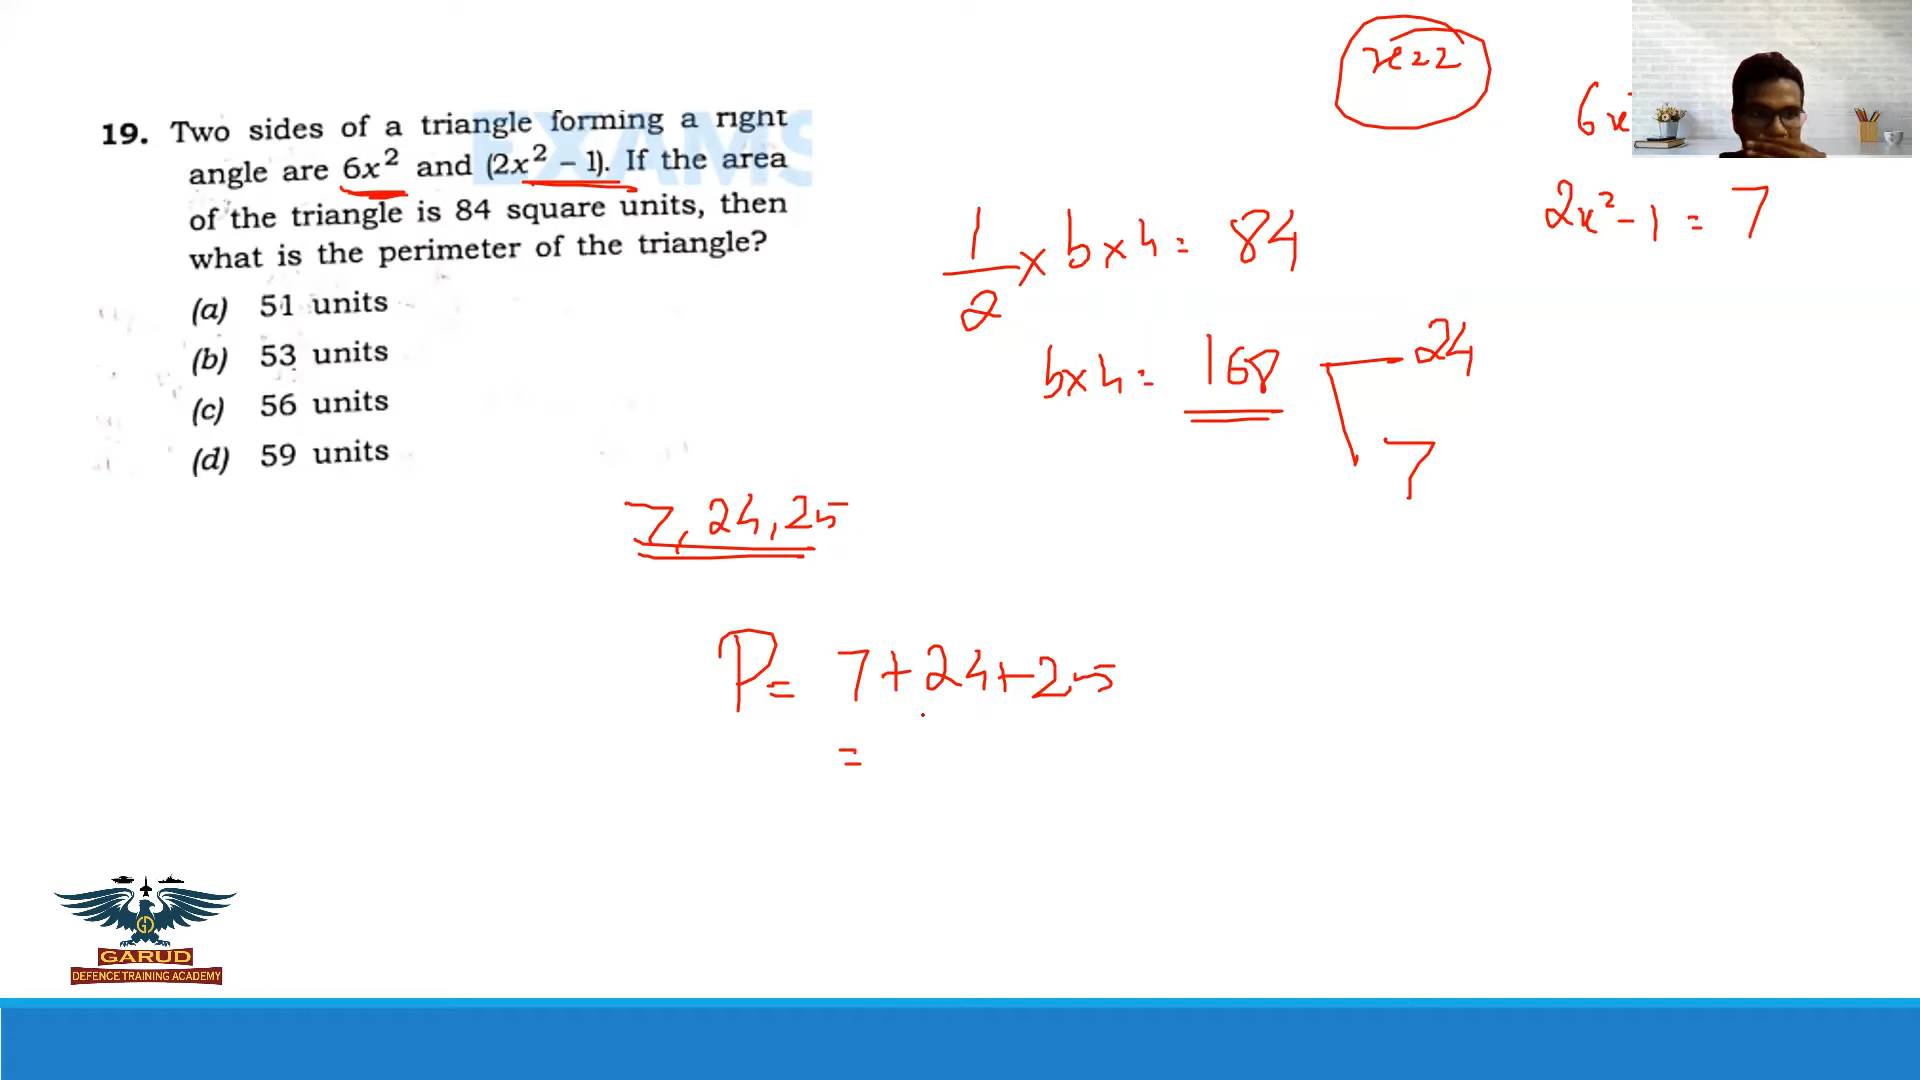 19. Two sides of a triangle forming a right
angle are 6x² and (2x² – 1). If the area
of the triangle is 84 square units, then
what is the perimeter of the triangle?
(a) 51 units
(b) 53 units
(c) 56 units
(d) 59 units
EXAMS
x=2
6x
2x² - 1 = 7
1/2 × b × h = 84
b×h = 168
24
7
7, 24, 25
P = 7+24+25
=
GARUD
DEFENCE TRAINING ACADEMY